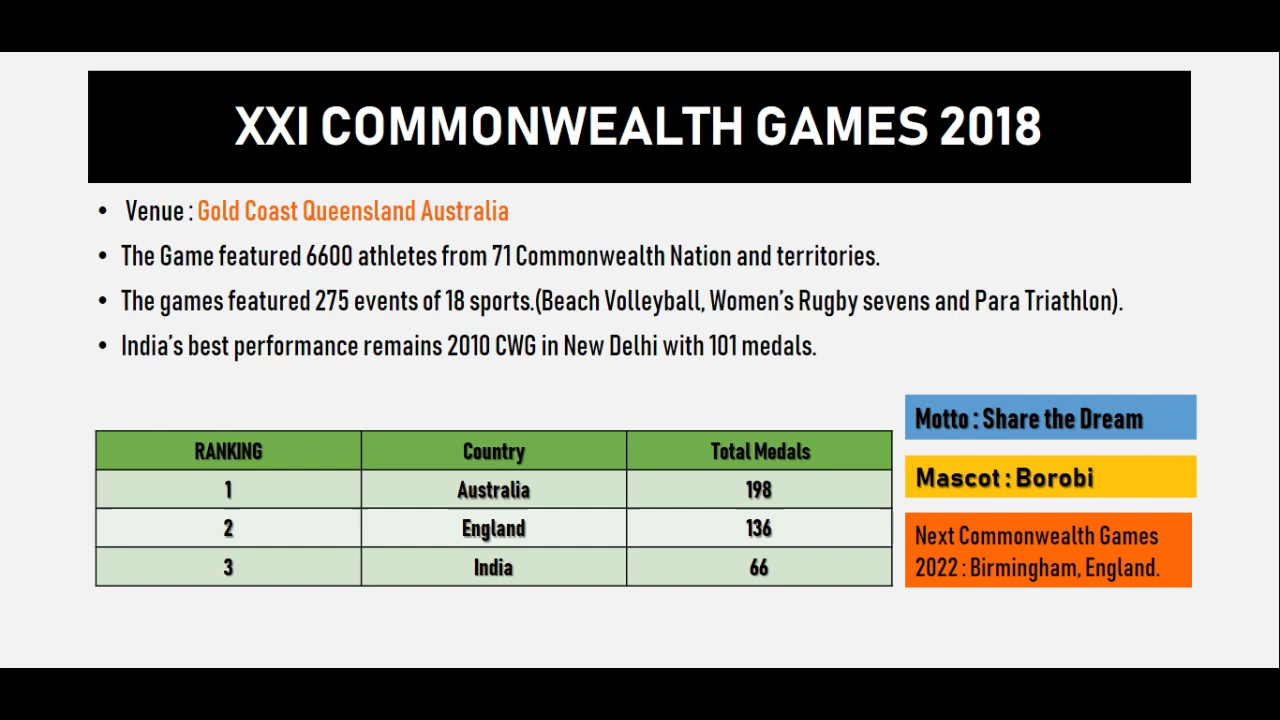 XXI COMMONWEALTH GAMES 2018
• Venue : Gold Coast Queensland Australia
• The Game featured 6600 athletes from 71 Commonwealth Nation and territories.
• The games featured 275 events of 18 sports.(Beach Volleyball, Women's Rugby sevens and Para Triathlon).
• India's best performance remains 2010 CWG in New Delhi with 101 medals.
RANKING Country Total Medals
1 Australia 198
2 England 136
3 India 66
Motto : Share the Dream
Mascot : Borobi
Next Commonwealth Games
2022 : Birmingham, England.